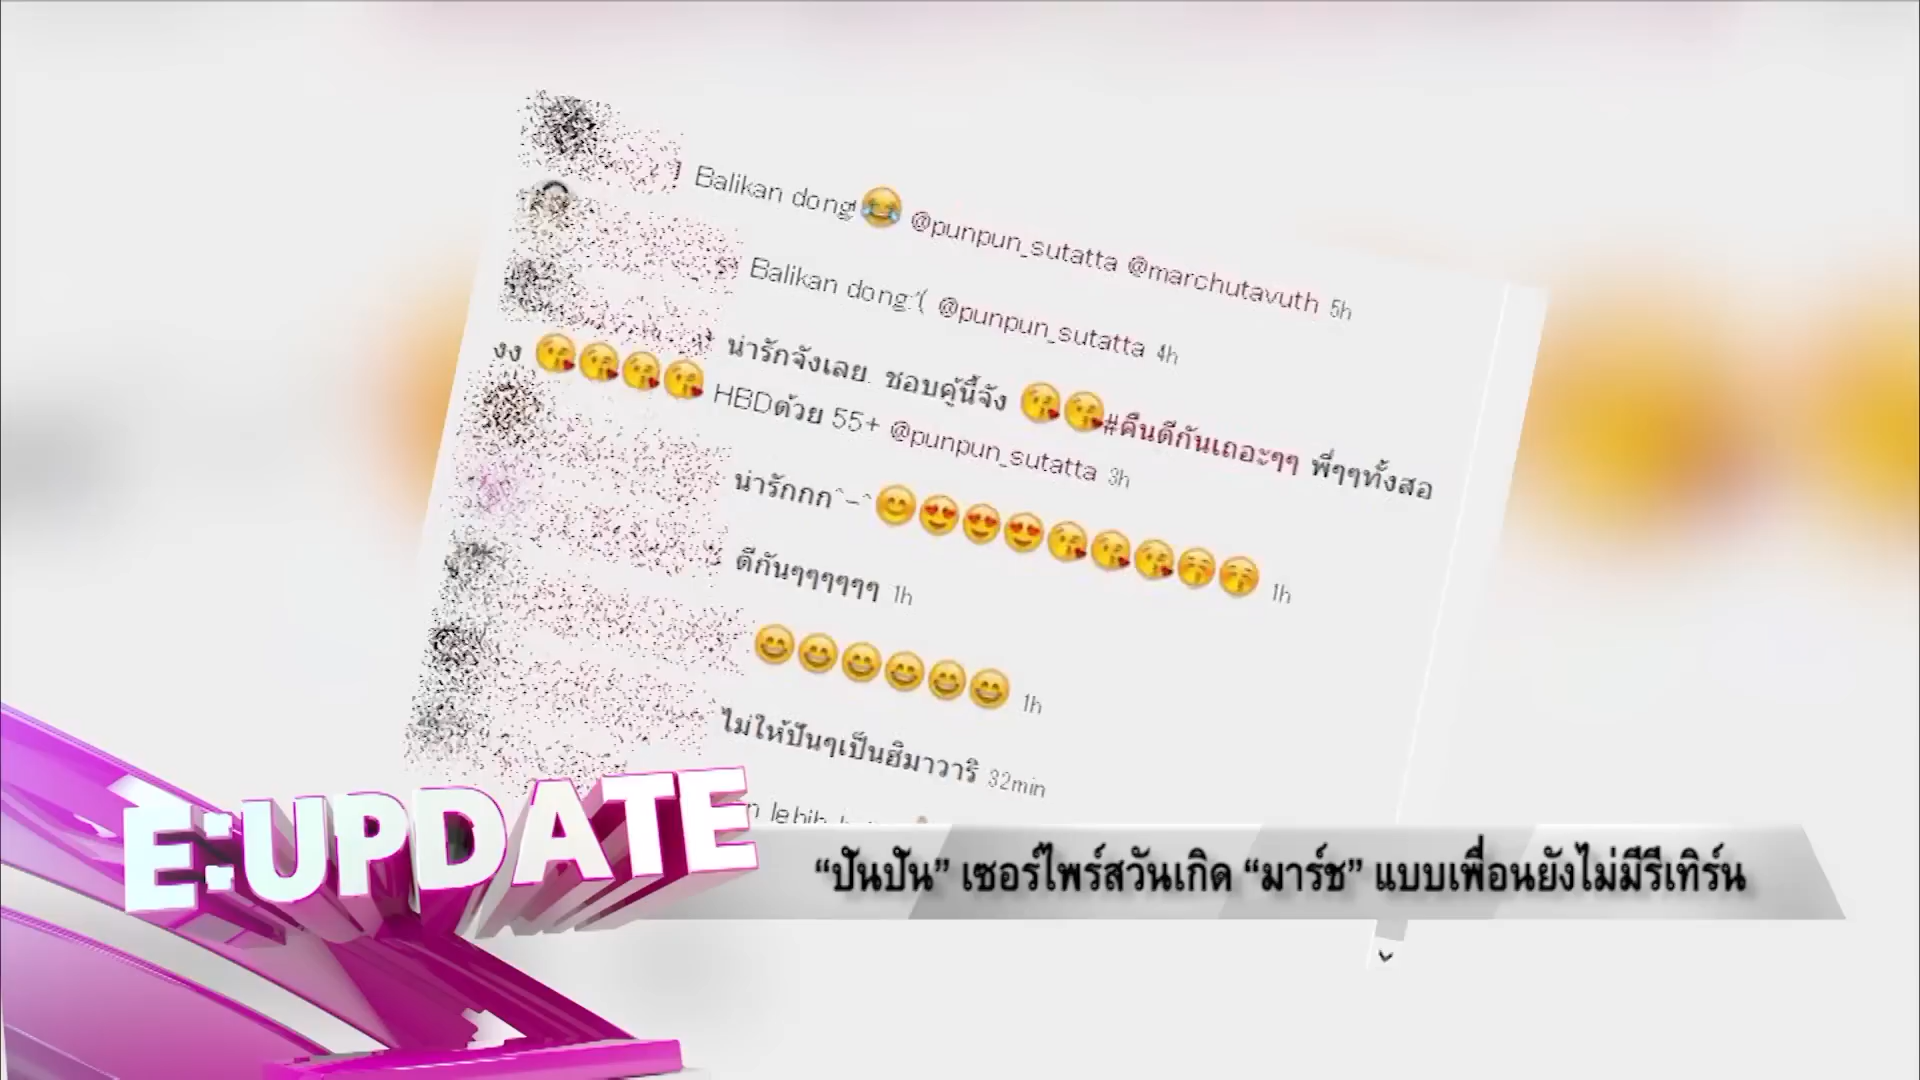 Balikan dong!😂 @punpun_sutatta @marchutavuth 5h
Balikan dong:'( @punpun_sutatta 4h
น่ารักจังเลย. ชอบคู่นี้จัง 😘😘#คืนดีกันเถอะๆๆ พี่ๆๆทั้งสอ
งง 😘😘😘😘 HBDด้วย 55+ @punpun_sutatta 3h
น่ารักกก^-^😊😍😍😍😘😘😘😚😚 1h
ดีกันๆๆๆๆๆๆ 1h
😄😄😄😄😄😄 1h
ไม่ให้ปันๆเป็นฮิมาวาริ 32min
lebih
E:UPDATE
“ปันปัน” เซอร์ไพร์สวันเกิด “มาร์ช” แบบเพื่อนยังไม่มีรีเทิร์น